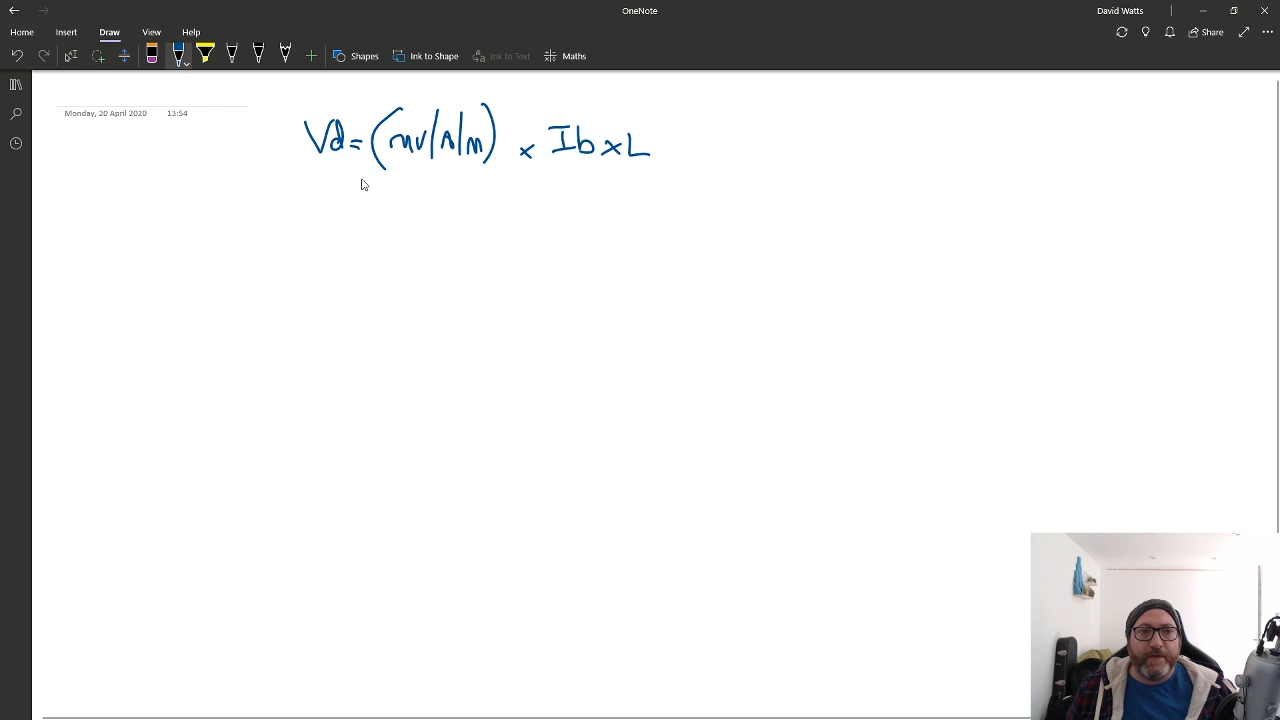 OneNote
David Watts
Home Insert Draw View Help
Share
Shapes Ink to Shape Ink to Text Maths
Monday, 20 April 2020 13:54
Vd = (mv/A/m) × Ib × L